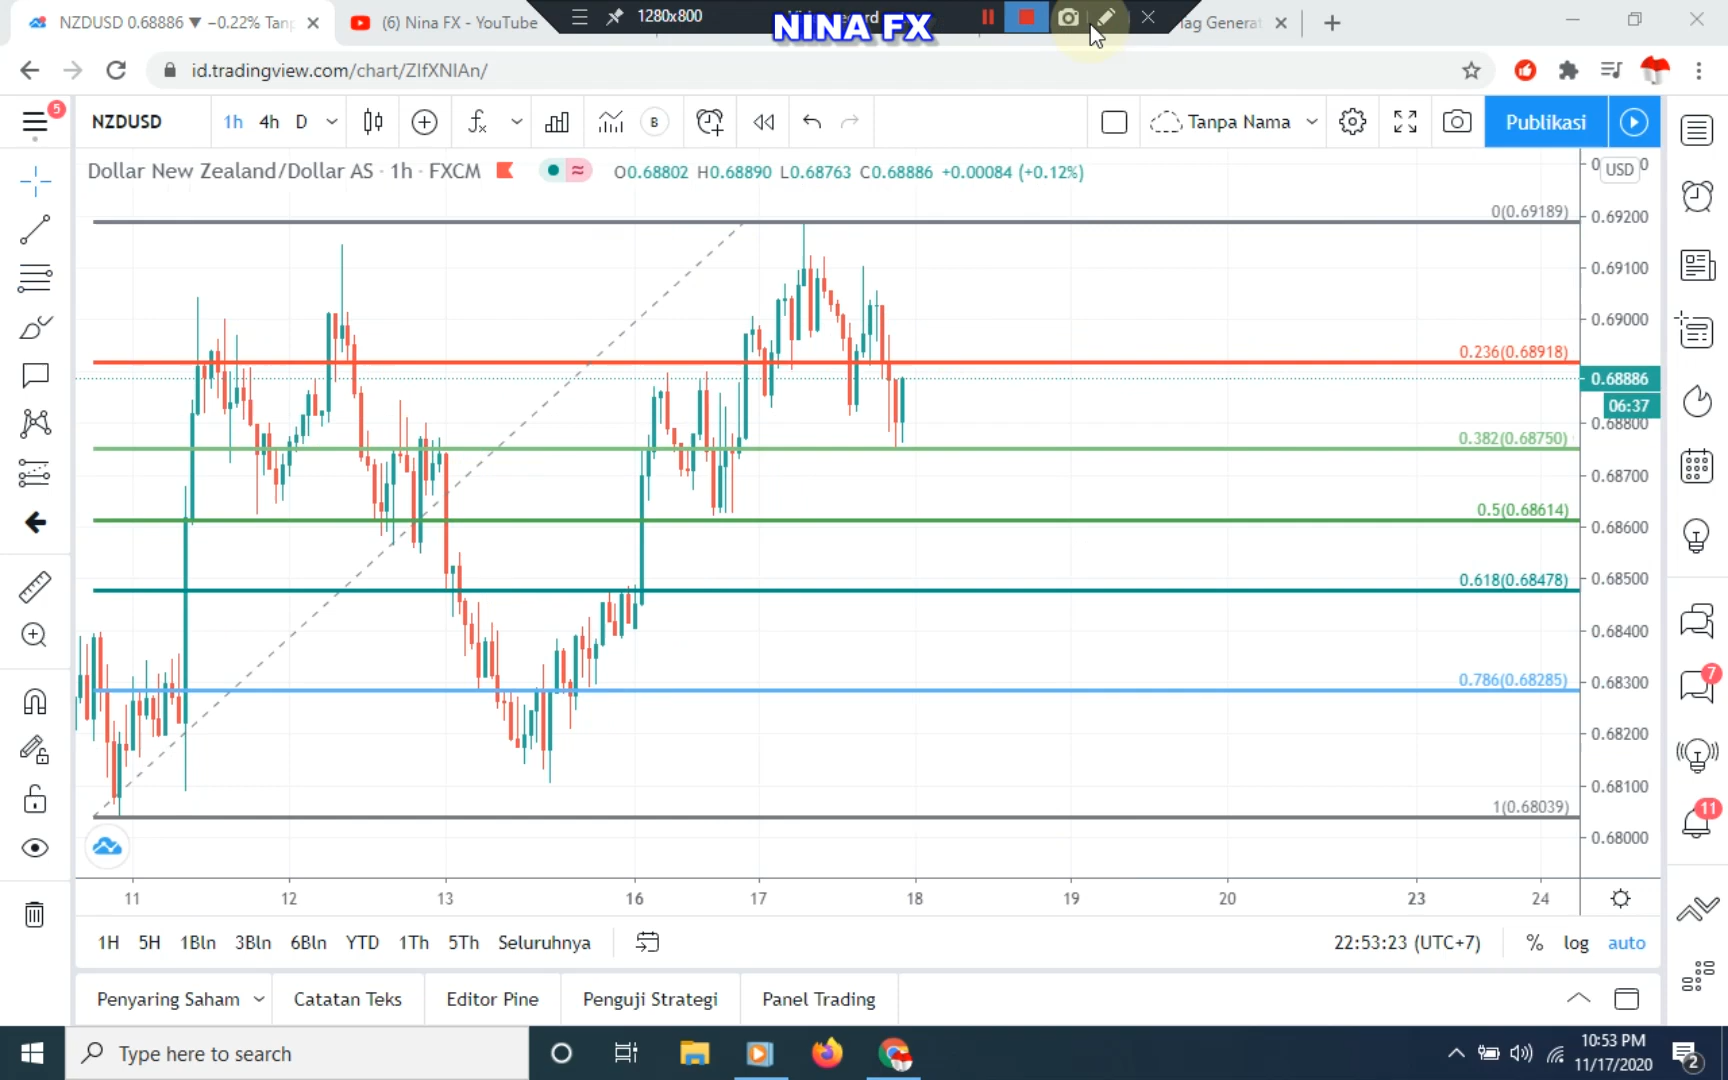 NZDUSD 0.68886 ▼ −0.22% Tanp
(6) Nina FX - YouTube
1280x800
NINA FX
Tag Generat
id.tradingview.com/chart/ZIfXNIAn/
5
NZDUSD
1h 4h D
B
Tanpa Nama
Publikasi
Dollar New Zealand/Dollar AS · 1h · FXCM
O0.68802 H0.68890 L0.68763 C0.68886 +0.00084 (+0.12%)
USD
0(0.69189)
0.69200
0.69100
0.69000
0.236(0.68918)
0.68886
06:37
0.68800
0.382(0.68750)
0.68700
0.5(0.68614)
0.68600
0.618(0.68478)
0.68500
0.68400
0.786(0.68285)
0.68300
0.68200
0.68100
1(0.68039)
0.68000
7
11
11 12 13 16 17 18 19 20 23 24
1H 5H 1Bln 3Bln 6Bln YTD 1Th 5Th Seluruhnya
22:53:23 (UTC+7) % log auto
Penyaring Saham Catatan Teks Editor Pine Penguji Strategi Panel Trading
Type here to search
10:53 PM
11/17/2020
2